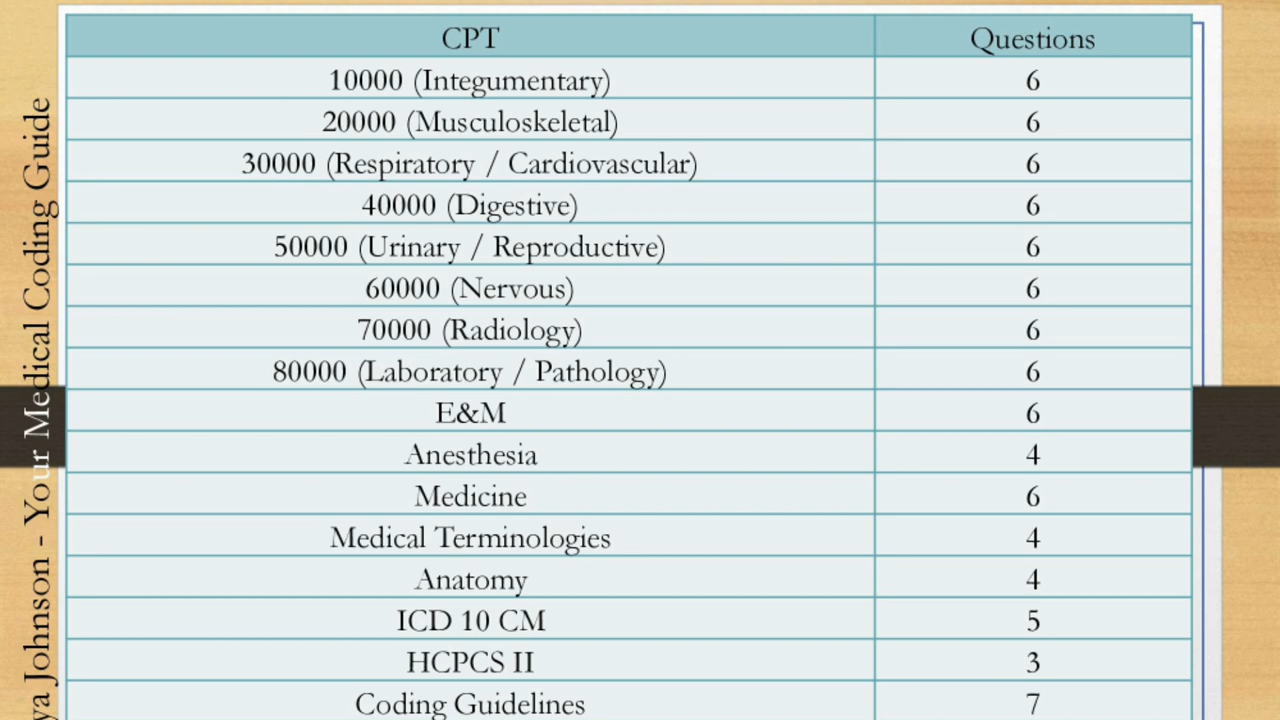 CPT Questions
10000 (Integumentary) 6
20000 (Musculoskeletal) 6
30000 (Respiratory / Cardiovascular) 6
40000 (Digestive) 6
50000 (Urinary / Reproductive) 6
60000 (Nervous) 6
70000 (Radiology) 6
80000 (Laboratory / Pathology) 6
E&M 6
Anesthesia 4
Medicine 6
Medical Terminologies 4
Anatomy 4
ICD 10 CM 5
HCPCS II 3
Coding Guidelines 7
Johnson - Your Medical Coding Guide